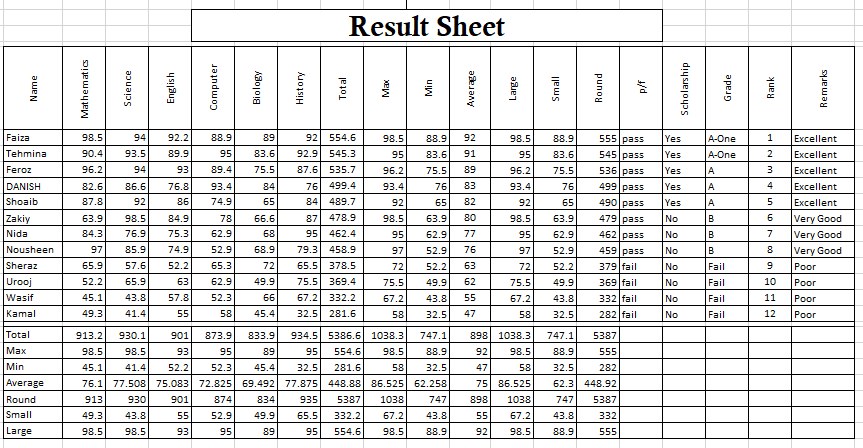 Result Sheet
Name Mathematics Science English Computer Biology History Total Max Min Average Large Small Round p/f Scholarship Grade Rank Remarks
Faiza 98.5 94 92.2 88.9 89 92 554.6 98.5 88.9 92 98.5 88.9 555 pass Yes A-One 1 Excellent
Tehmina 90.4 93.5 89.9 95 83.6 92.9 545.3 95 83.6 91 95 83.6 545 pass Yes A-One 2 Excellent
Feroz 96.2 94 93 89.4 75.5 87.6 535.7 96.2 75.5 89 96.2 75.5 536 pass Yes A 3 Excellent
DANISH 82.6 86.6 76.8 93.4 84 76 499.4 93.4 76 83 93.4 76 499 pass Yes A 4 Excellent
Shoaib 87.8 92 86 74.9 65 84 489.7 92 65 82 92 65 490 pass Yes A 5 Excellent
Zakiy 63.9 98.5 84.9 78 66.6 87 478.9 98.5 63.9 80 98.5 63.9 479 pass No B 6 Very Good
Nida 84.3 76.9 75.3 62.9 68 95 462.4 95 62.9 77 95 62.9 462 pass No B 7 Very Good
Nousheen 97 85.9 74.9 52.9 68.9 79.3 458.9 97 52.9 76 97 52.9 459 pass No B 8 Very Good
Sheraz 65.9 57.6 52.2 65.3 72 65.5 378.5 72 52.2 63 72 52.2 379 fail No Fail 9 Poor
Urooj 52.2 65.9 63 62.9 49.9 75.5 369.4 75.5 49.9 62 75.5 49.9 369 fail No Fail 10 Poor
Wasif 45.1 43.8 57.8 52.3 66 67.2 332.2 67.2 43.8 55 67.2 43.8 332 fail No Fail 11 Poor
Kamal 49.3 41.4 55 58 45.4 32.5 281.6 58 32.5 47 58 32.5 282 fail No Fail 12 Poor
Total 913.2 930.1 901 873.9 833.9 934.5 5386.6 1038.3 747.1 898 1038.3 747.1 5387
Max 98.5 98.5 93 95 89 95 554.6 98.5 88.9 92 98.5 88.9 555
Min 45.1 41.4 52.2 52.3 45.4 32.5 281.6 58 32.5 47 58 32.5 282
Average 76.1 77.508 75.083 72.825 69.492 77.875 448.88 86.525 62.258 75 86.525 62.3 448.92
Round 913 930 901 874 834 935 5387 1038 747 898 1038 747 5387
Small 49.3 43.8 55 52.9 49.9 65.5 332.2 67.2 43.8 55 67.2 43.8 332
Large 98.5 98.5 93 95 89 95 554.6 98.5 88.9 92 98.5 88.9 555